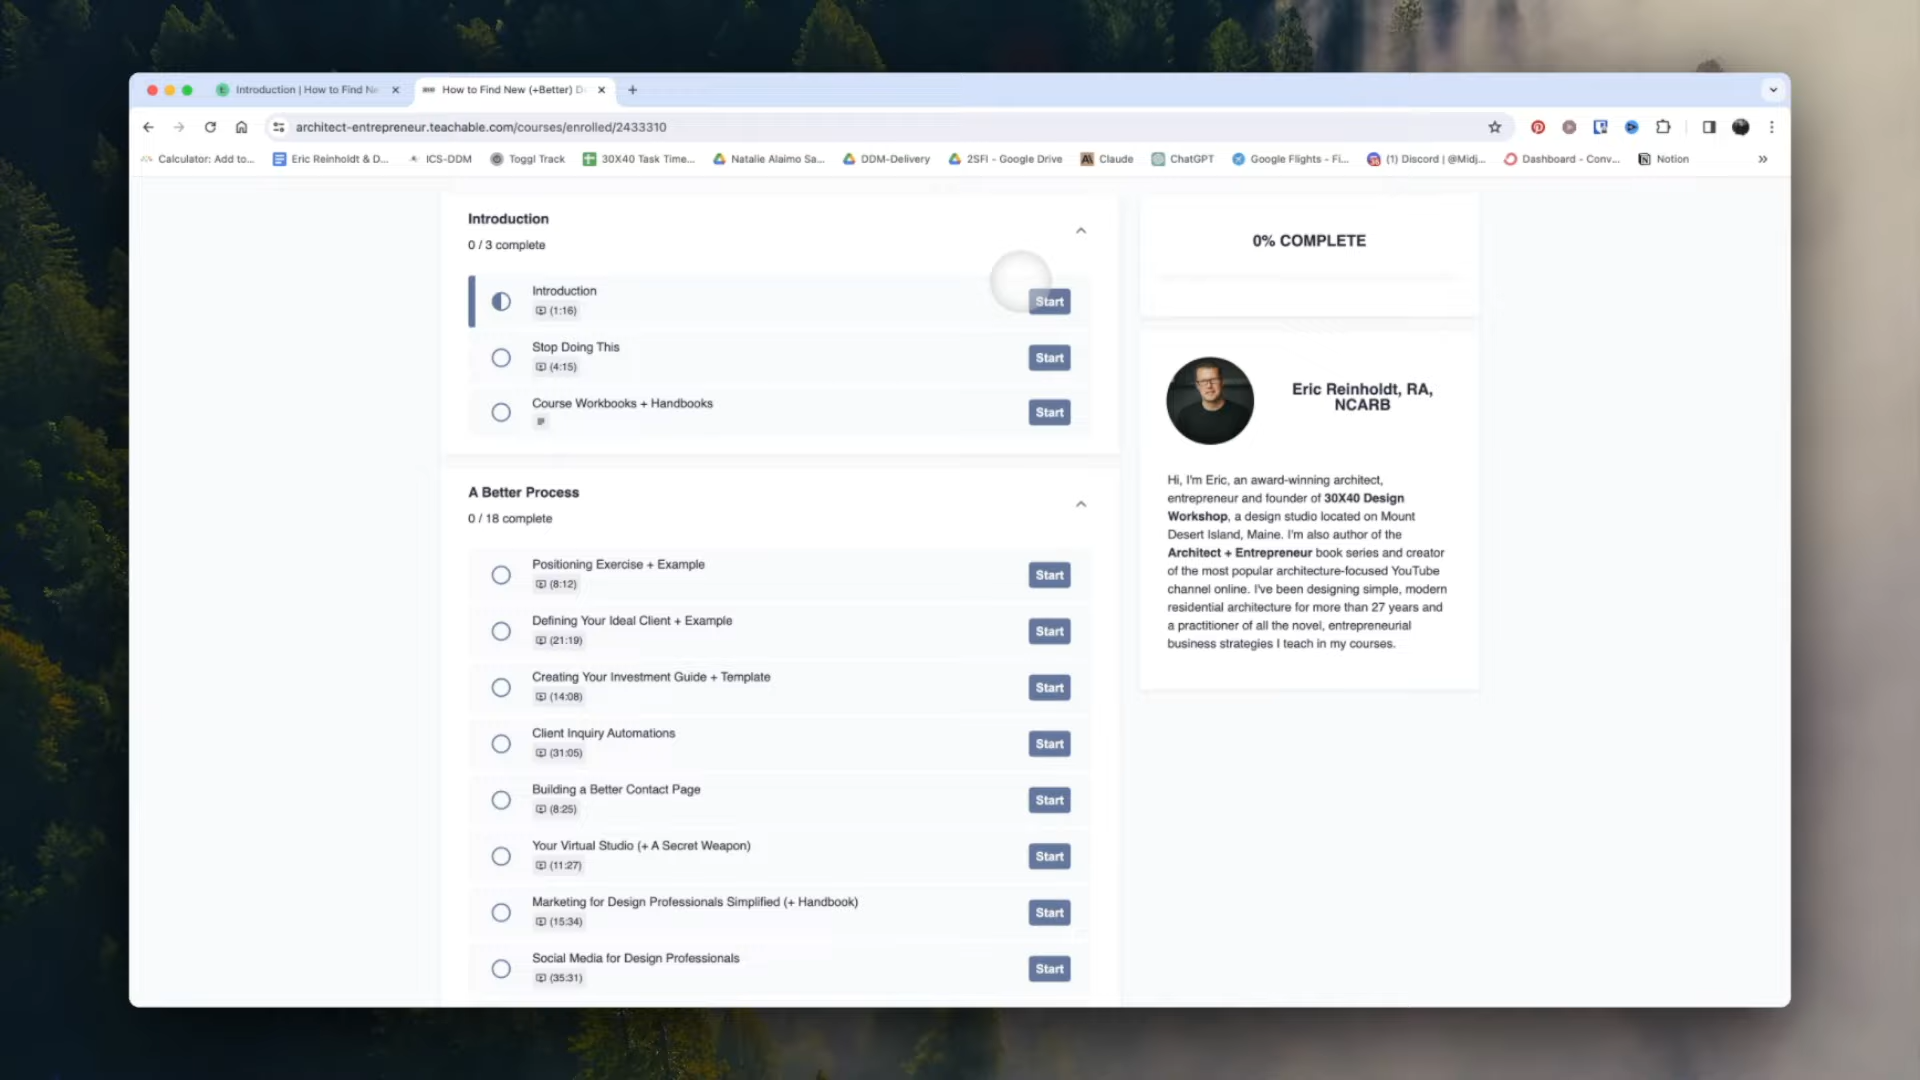 Introduction | How to Find Ne
How to Find New (+Better) D
architect-entrepreneur.teachable.com/courses/enrolled/2433310
Calculator: Add to...
Eric Reinholdt & D...
ICS-DDM
Toggl Track
30X40 Task Time...
Natalie Alaimo Sa...
DDM-Delivery
2SFI - Google Drive
Claude
ChatGPT
Google Flights - Fi...
(1) Discord | @Midj...
Dashboard - Conv...
Notion
Introduction
0 / 3 complete
Introduction
(1:16)
Start
Stop Doing This
(4:15)
Start
Course Workbooks + Handbooks
Start
A Better Process
0 / 18 complete
Positioning Exercise + Example
(8:12)
Start
Defining Your Ideal Client + Example
(21:19)
Start
Creating Your Investment Guide + Template
(14:08)
Start
Client Inquiry Automations
(31:05)
Start
Building a Better Contact Page
(8:25)
Start
Your Virtual Studio (+ A Secret Weapon)
(11:27)
Start
Marketing for Design Professionals Simplified (+ Handbook)
(15:34)
Start
Social Media for Design Professionals
(35:31)
Start
0% COMPLETE
Eric Reinholdt, RA,
NCARB
Hi, I'm Eric, an award-winning architect,
entrepreneur and founder of 30X40 Design
Workshop, a design studio located on Mount
Desert Island, Maine. I'm also author of the
Architect + Entrepreneur book series and creator
of the most popular architecture-focused YouTube
channel online. I've been designing simple, modern
residential architecture for more than 27 years and
a practitioner of all the novel, entrepreneurial
business strategies I teach in my courses.